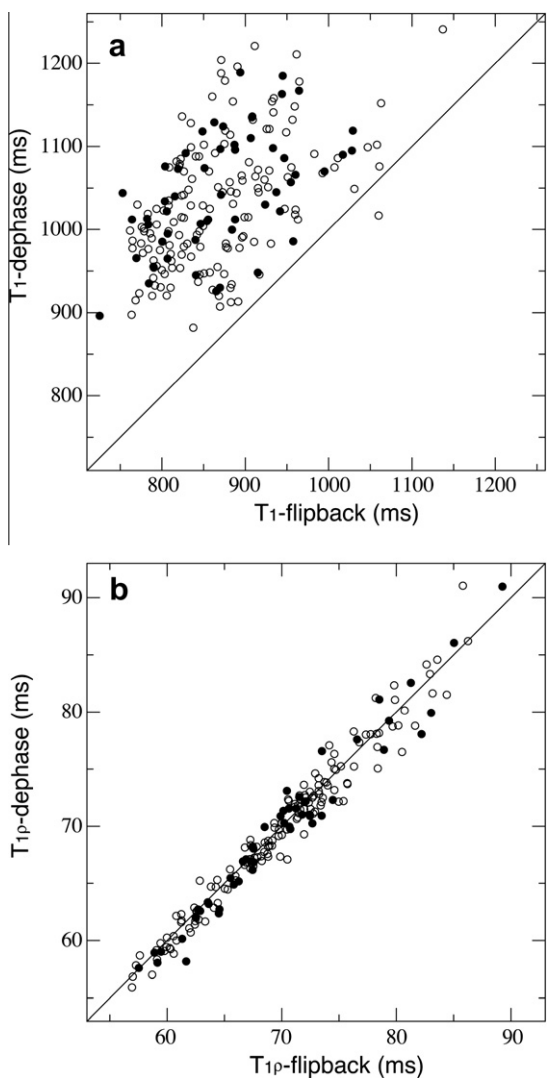 a
1200
1100
1000
900
800
T1-dephase (ms)
800 900 1000 1100 1200
T1-flipback (ms)
b
90
80
70
60
T1ρ-dephase (ms)
60 70 80 90
T1ρ-flipback (ms)